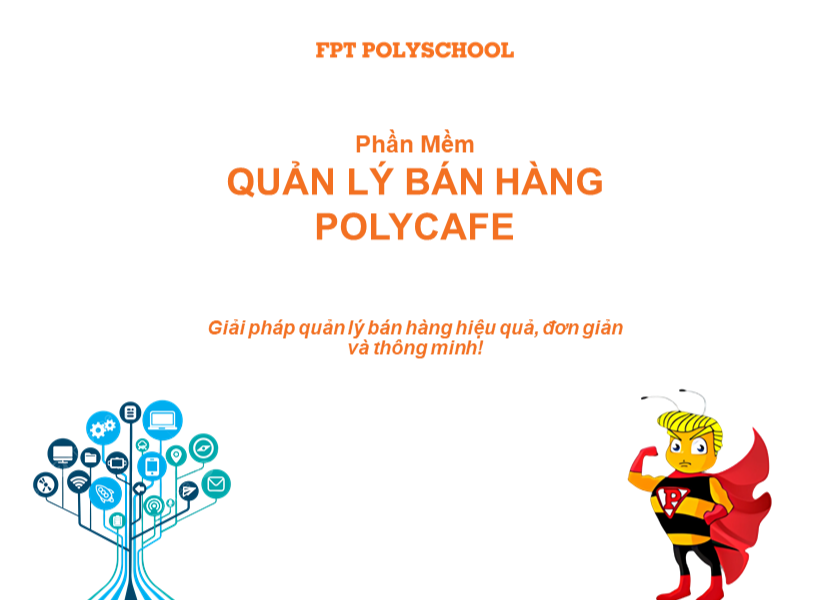 FPT POLYSCHOOL
Phần Mềm
QUẢN LÝ BÁN HÀNG
POLYCAFE
Giải pháp quản lý bán hàng hiệu quả, đơn giản
và thông minh!
P